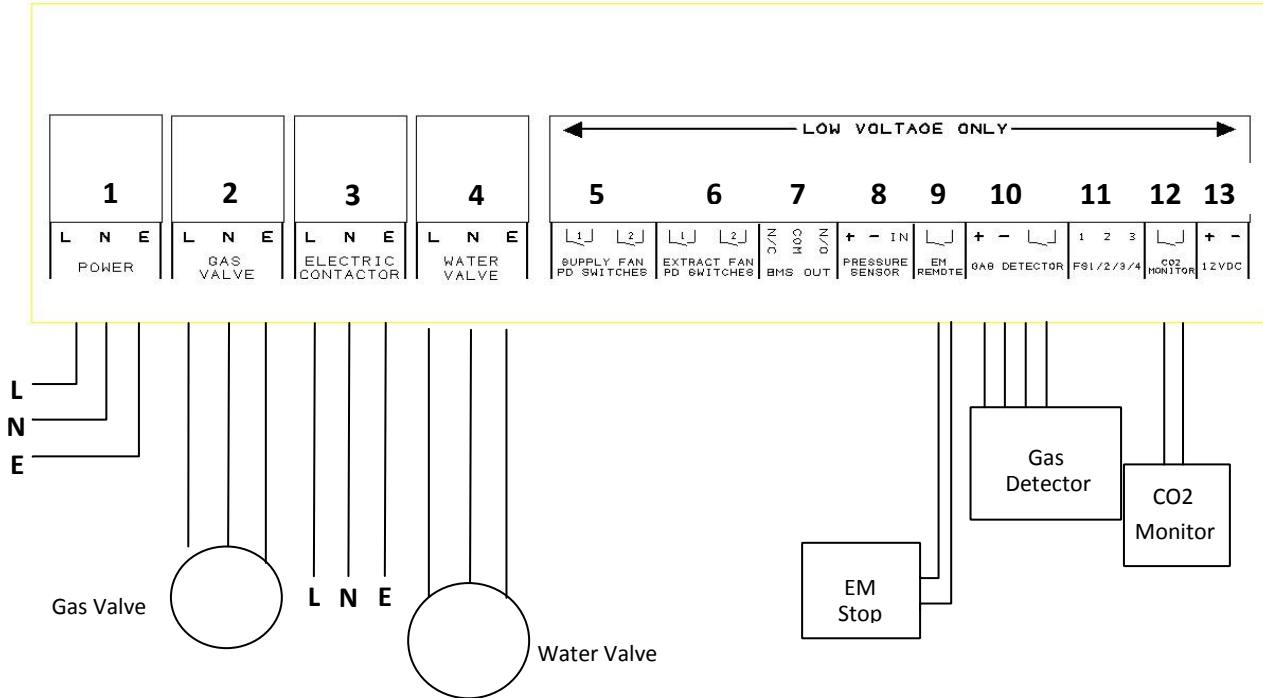 LOW VOLTAGE ONLY
1 2 3 4 5 6 7 8 9 10 11 12 13
L N E
POWER
L N E
GAS
VALVE
L N E
ELECTRIC
CONTACTOR
L N E
WATER
VALVE
1 2
SUPPLY FAN
PD SWITCHES
1 2
EXTRACT FAN
PD SWITCHES
N/C COM N/O
BMS OUT
+ - IN
PRESSURE
SENSOR
EM
REMOTE
+ -
GAS DETECTOR
1 2 3
FS1/2/3/4
CO2
MONITOR
+ -
12VDC
L
N
E
Gas Valve
L N E
Water Valve
EM
Stop
Gas
Detector
CO2
Monitor